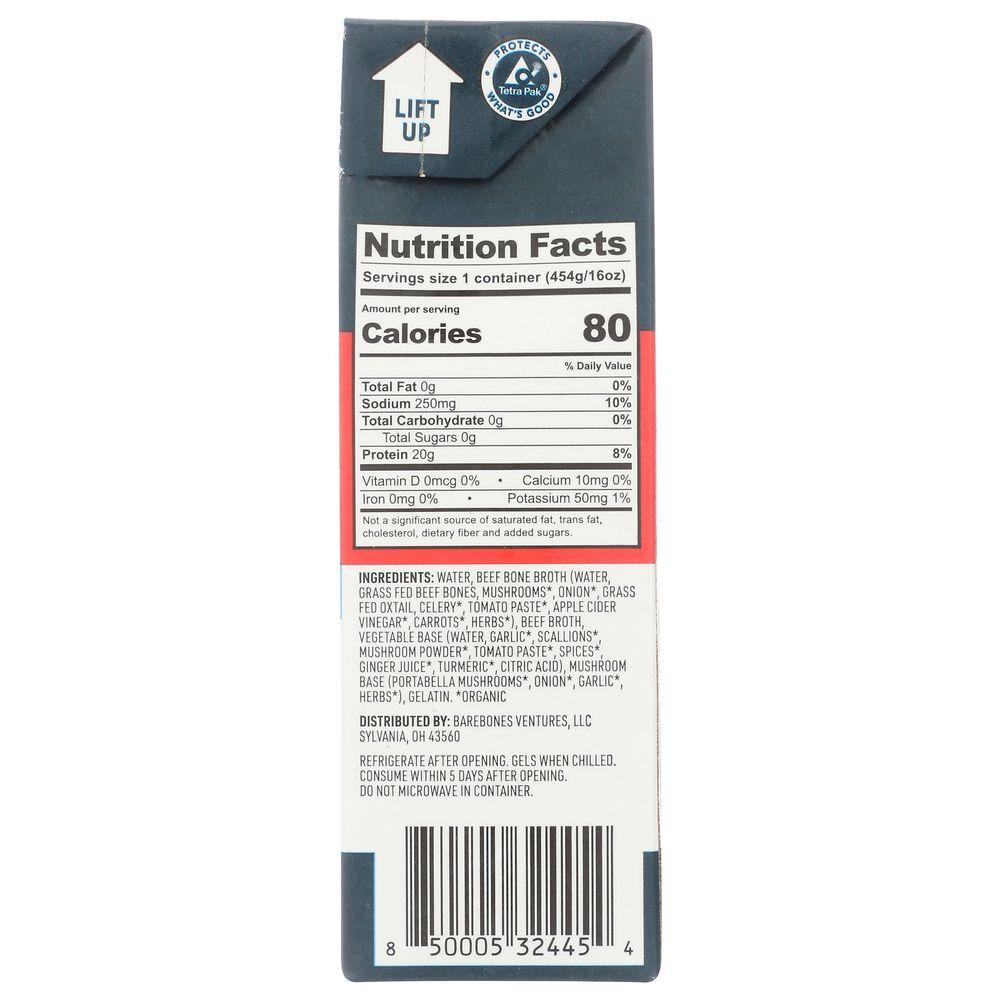 LIFT
UP
PROTECTS
Tetra Pak®
WHAT'S GOOD
Nutrition Facts
Servings size 1 container (454g/16oz)
Amount per serving
Calories 80
% Daily Value
Total Fat 0g 0%
Sodium 250mg 10%
Total Carbohydrate 0g 0%
Total Sugars 0g
Protein 20g 8%
Vitamin D 0mcg 0% • Calcium 10mg 0%
Iron 0mg 0% • Potassium 50mg 1%
Not a significant source of saturated fat, trans fat,
cholesterol, dietary fiber and added sugars.
INGREDIENTS: WATER, BEEF BONE BROTH (WATER,
GRASS FED BEEF BONES, MUSHROOMS*, ONION*, GRASS
FED OXTAIL, CELERY*, TOMATO PASTE*, APPLE CIDER
VINEGAR*, CARROTS*, HERBS*), BEEF BROTH,
VEGETABLE BASE (WATER, GARLIC*, SCALLIONS*,
MUSHROOM POWDER*, TOMATO PASTE*, SPICES*,
GINGER JUICE*, TURMERIC*, CITRIC ACID), MUSHROOM
BASE (PORTABELLA MUSHROOMS*, ONION*, GARLIC*,
HERBS*), GELATIN. *ORGANIC
DISTRIBUTED BY: BAREBONES VENTURES, LLC
SYLVANIA, OH 43560
REFRIGERATE AFTER OPENING. GELS WHEN CHILLED.
CONSUME WITHIN 5 DAYS AFTER OPENING.
DO NOT MICROWAVE IN CONTAINER.
8 50005 32445 4